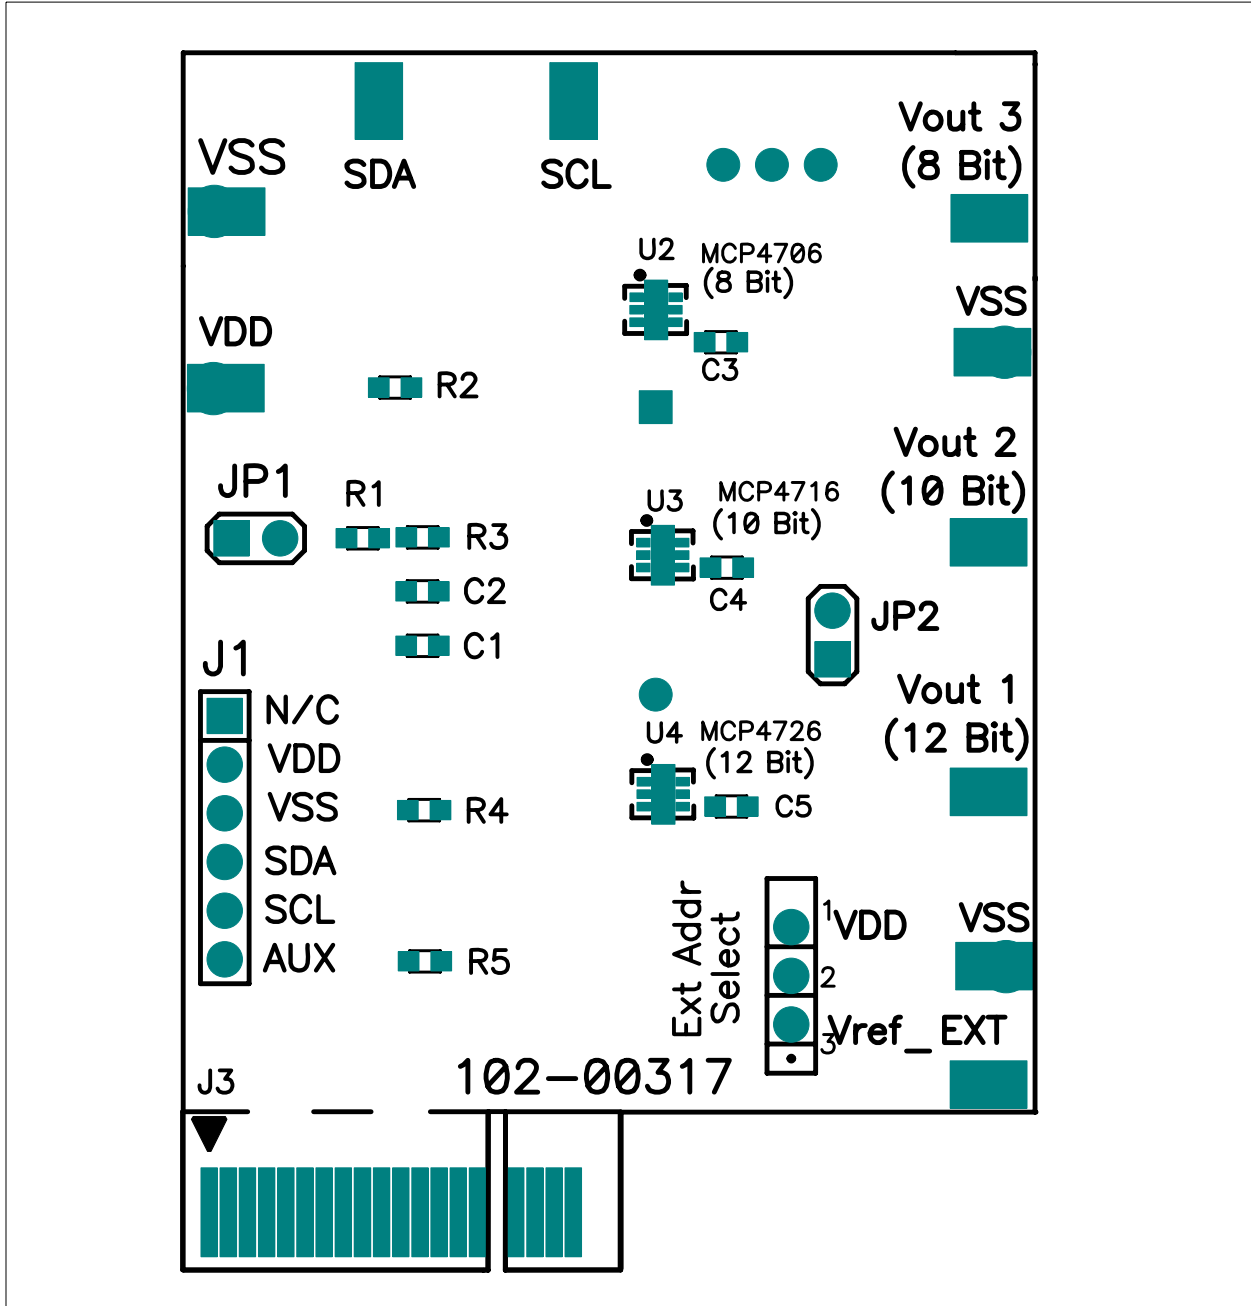 Vout 3
(8 Bit)
VSS
SDA
SCL
U2
MCP4706
(8 Bit)
VSS
VDD
C3
R2
Vout 2
(10 Bit)
JP1
R1
U3
MCP4716
(10 Bit)
R3
C2
C4
JP2
C1
J1
Vout 1
(12 Bit)
N/C
U4
MCP4726
(12 Bit)
VDD
VSS
R4
C5
SDA
SCL
AUX
R5
Ext Addr
Select
1
VDD
2
3
Vref_EXT
VSS
J3
102-00317